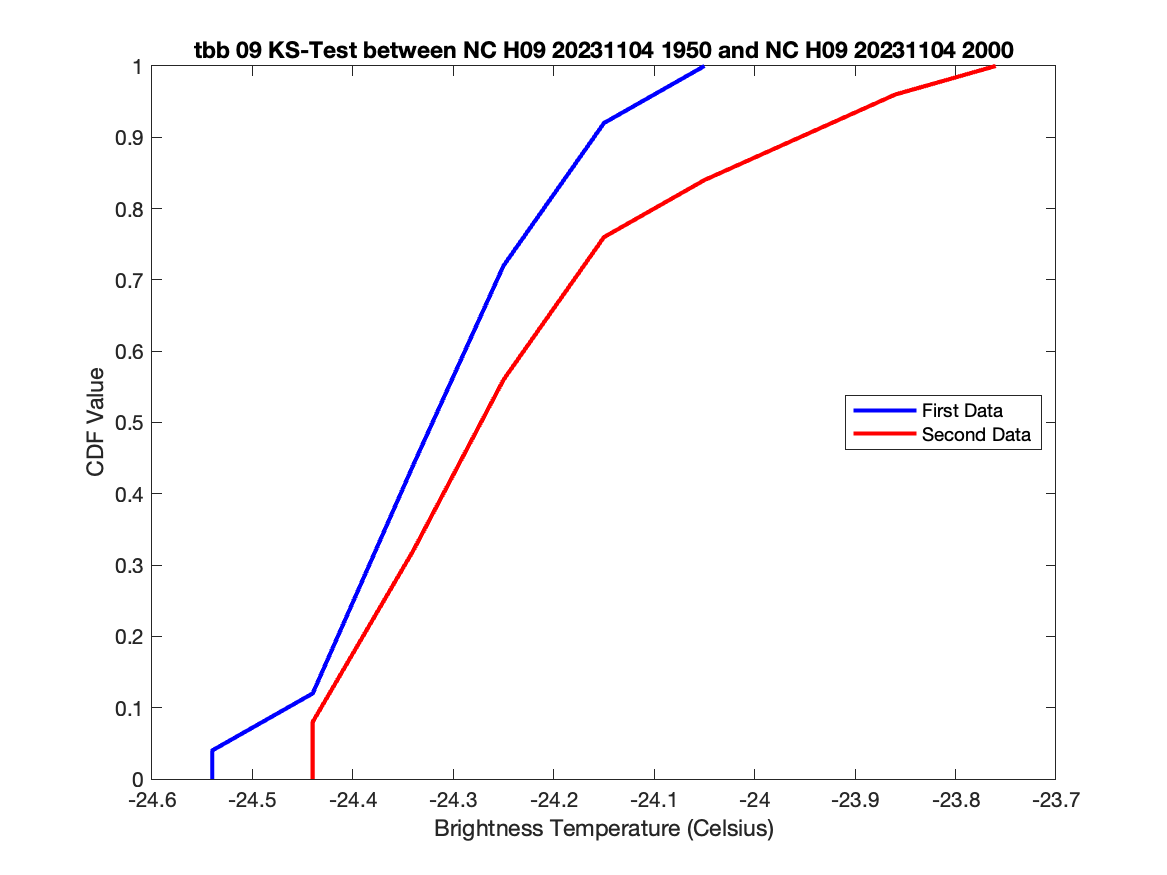 tbb 09 KS-Test between NC H09 20231104 1950 and NC H09 20231104 2000
1
0.9
0.8
0.7
0.6
0.5
0.4
0.3
0.2
0.1
0
CDF Value
First Data
Second Data
-24.6 -24.5 -24.4 -24.3 -24.2 -24.1 -24 -23.9 -23.8 -23.7
Brightness Temperature (Celsius)